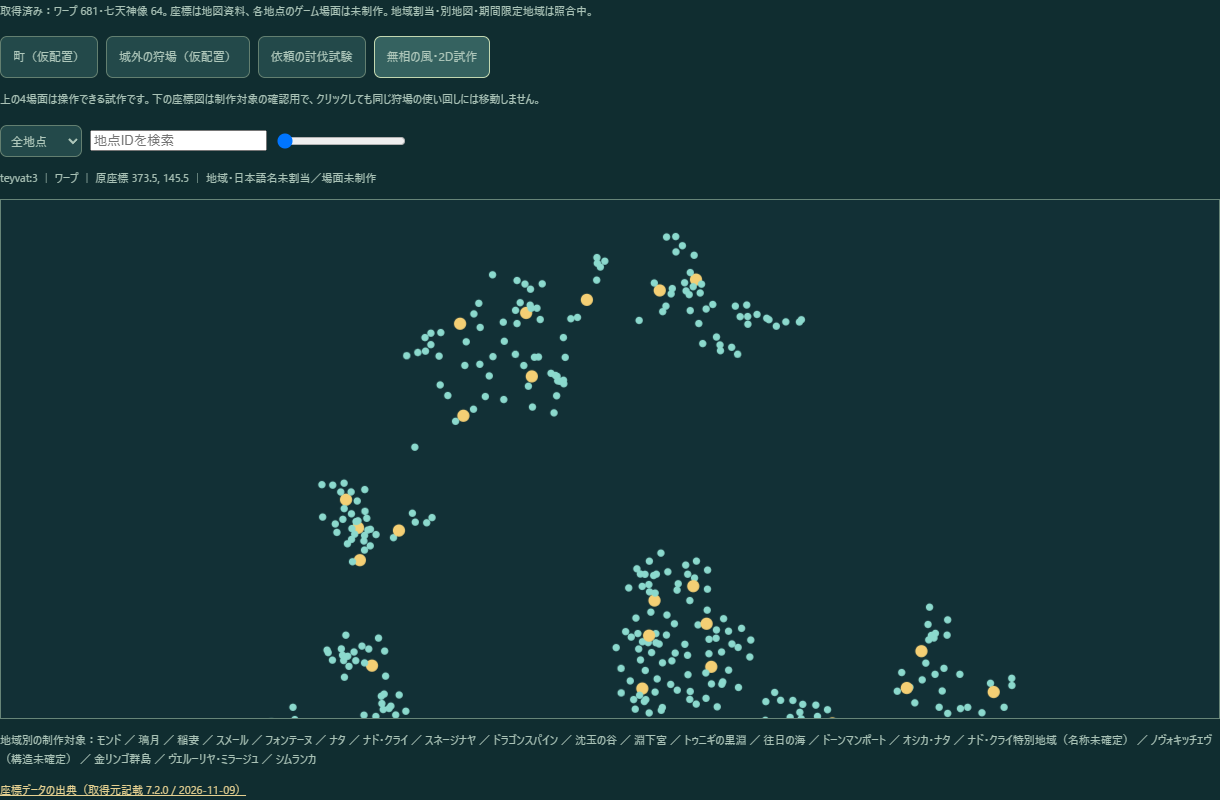 取得済み：ワープ 681・七天神像 64。座標は地図資料、各地点のゲーム場面は未制作。地域割当・別地図・期間限定地域は照合中。
町（仮配置）
城外の狩場（仮配置）
依頼の討伐試験
無相の風・2D試作
上の4場面は操作できる試作です。下の座標図は制作対象の確認用で、クリックしても同じ狩場の使い回しには移動しません。
全地点
地点IDを検索
teyvat:3 ｜ ワープ ｜ 原座標 373.5, 145.5 ｜ 地域・日本語名未割当／場面未制作
地域別の制作対象：モンド ／ 璃月 ／ 稲妻 ／ スメール ／ フォンテーヌ ／ ナタ ／ ナド・クライ ／ スネージナヤ ／ ドラゴンスパイン ／ 沈玉の谷 ／ 淵下宮 ／ トゥニギの里淵 ／ 往日の海 ／ ドーンマンポート ／ オシカ・ナタ ／ ナド・クライ特別地域（名称未確定） ／ ノヴォキッチェヴ
（構造未確定） ／ 金リンゴ群島 ／ ヴェルーリヤ・ミラージュ ／ シムランカ
座標データの出典（取得元記載 7.2.0 / 2026-11-09）